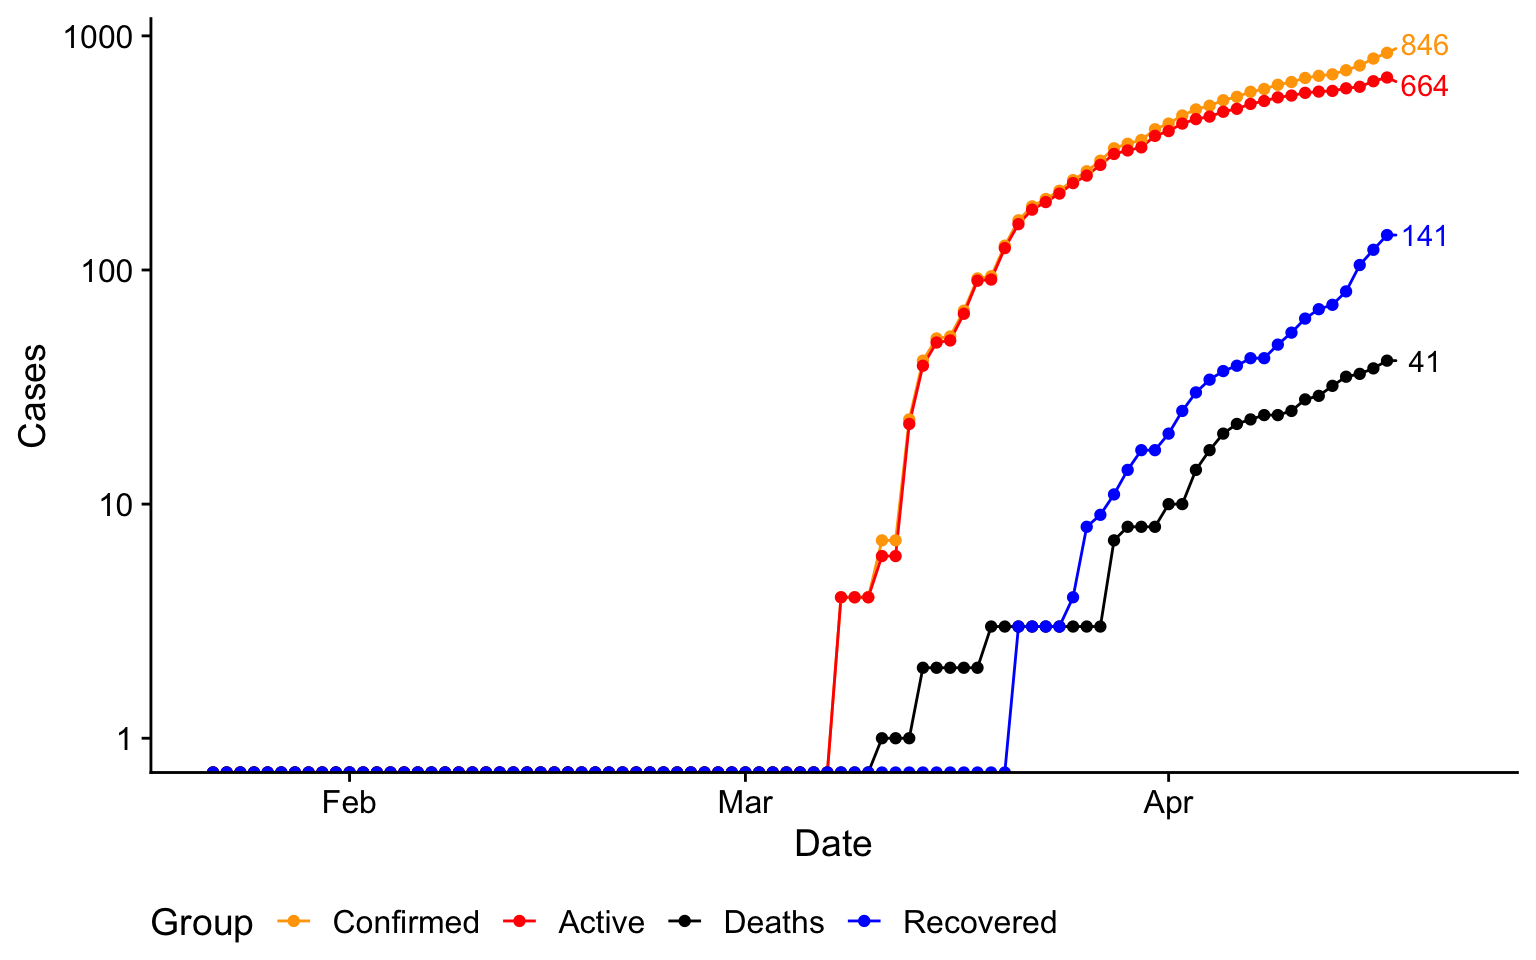 1000
846
664
100
141
41
10
1
Cases
Feb
Mar
Apr
Date
Group Confirmed Active Deaths Recovered